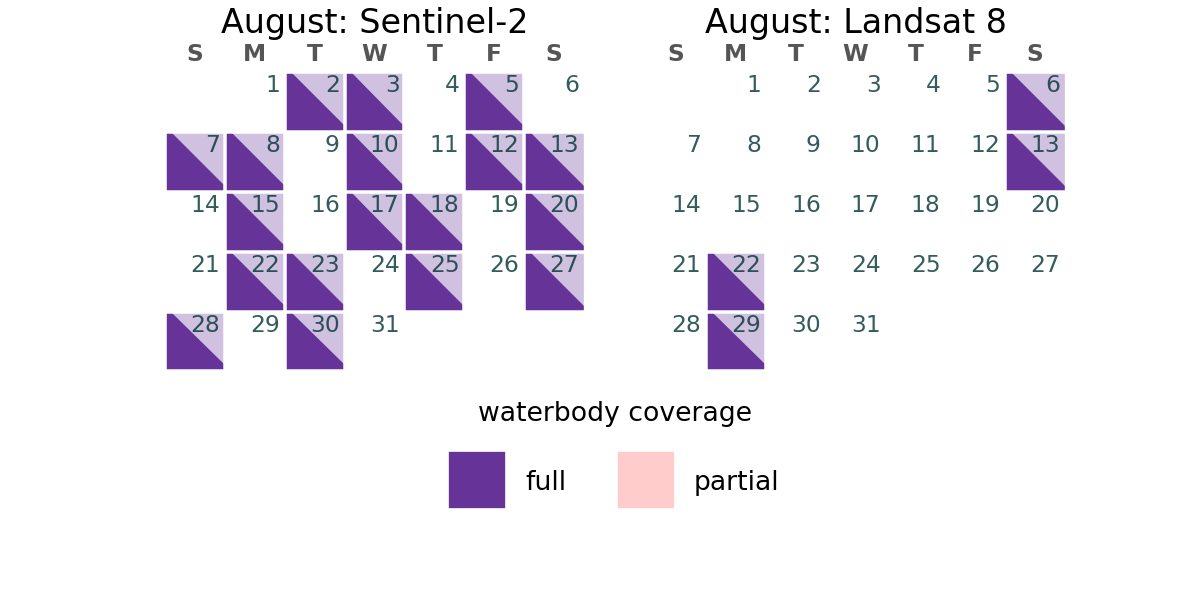 August: Sentinel-2
S M T W T F S
1 2 3 4 5 6
7 8 9 10 11 12 13
14 15 16 17 18 19 20
21 22 23 24 25 26 27
28 29 30 31
August: Landsat 8
S M T W T F S
1 2 3 4 5 6
7 8 9 10 11 12 13
14 15 16 17 18 19 20
21 22 23 24 25 26 27
28 29 30 31
waterbody coverage
full partial